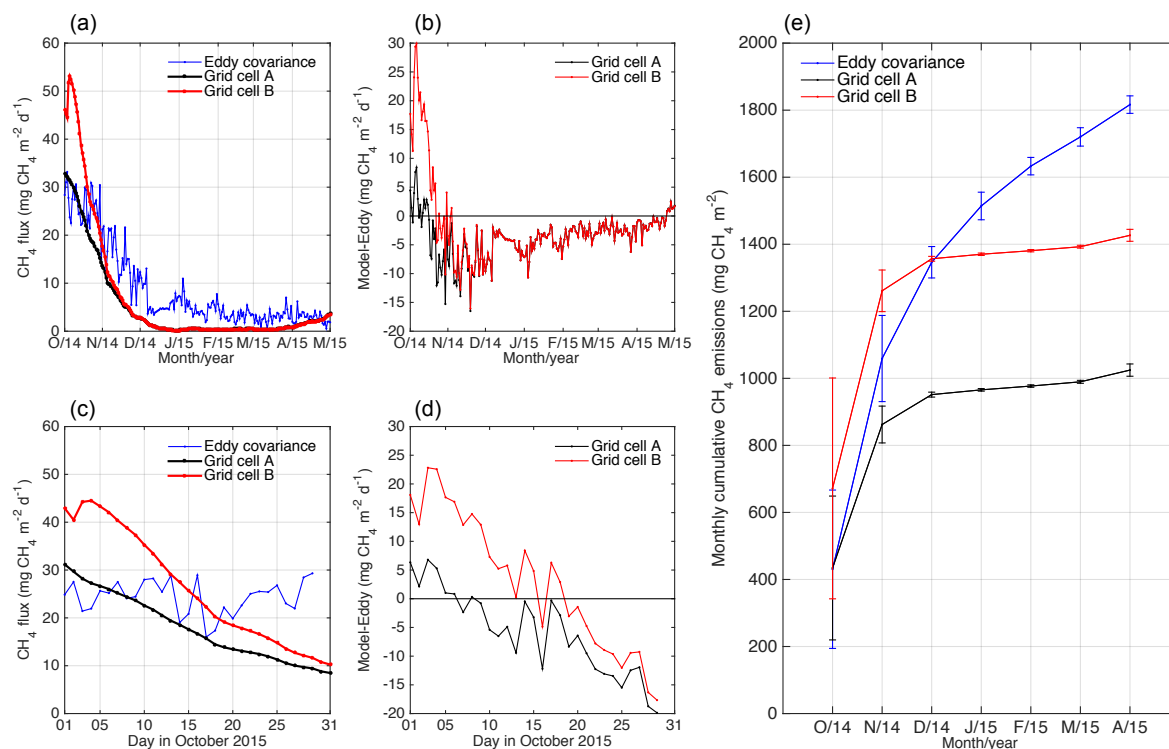 (a)
60
50
40
30
20
10
0
CH4 flux (mg CH4 m-2 d-1)
Eddy covariance
Grid cell A
Grid cell B
O/14 N/14 D/14 J/15 F/15 M/15 A/15 M/15
Month/year
(b)
30
25
20
15
10
5
0
-5
-10
-15
-20
Model-Eddy (mg CH4 m-2 d-1)
Grid cell A
Grid cell B
O/14 N/14 D/14 J/15 F/15 M/15 A/15 M/15
Month/year
(c)
60
50
40
30
20
10
0
CH4 flux (mg CH4 m-2 d-1)
Eddy covariance
Grid cell A
Grid cell B
01 05 10 15 20 25 31
Day in October 2015
(d)
30
25
20
15
10
5
0
-5
-10
-15
-20
Model-Eddy (mg CH4 m-2 d-1)
Grid cell A
Grid cell B
01 05 10 15 20 25 31
Day in October 2015
(e)
2000
1800
1600
1400
1200
1000
800
600
400
200
0
Monthly cumulative CH4 emissions (mg CH4 m-2)
Eddy covariance
Grid cell A
Grid cell B
O/14 N/14 D/14 J/15 F/15 M/15 A/15
Month/year